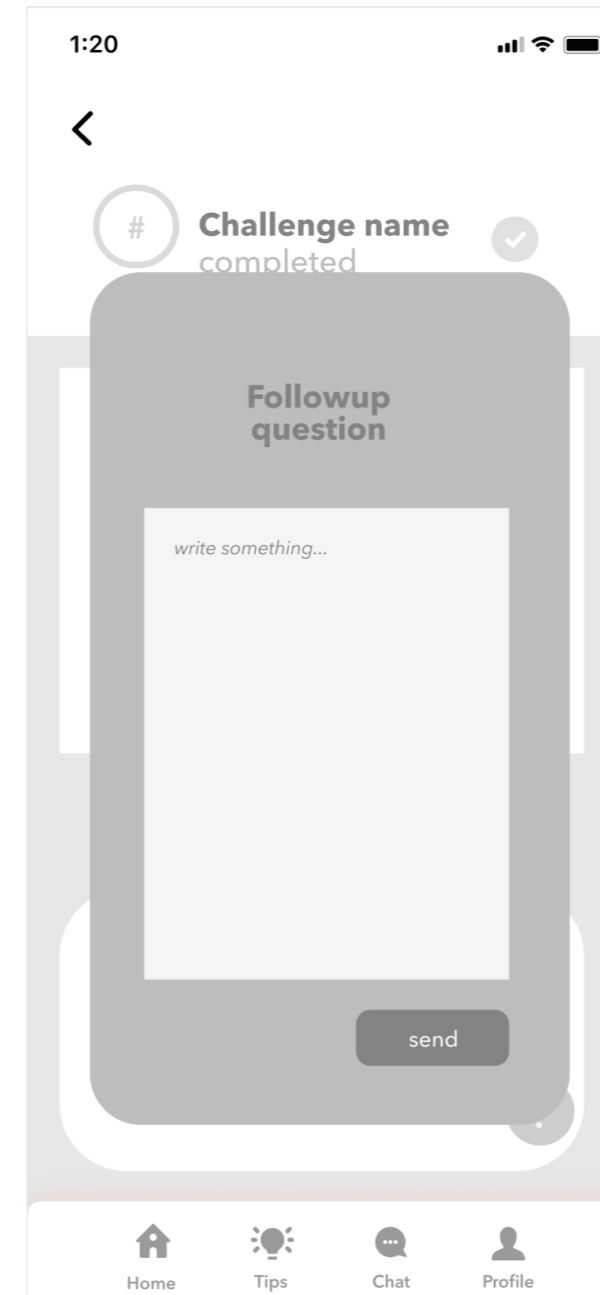 1:20
#
Challenge name
completed
Followup
question
write something...
send
Home
Tips
Chat
Profile